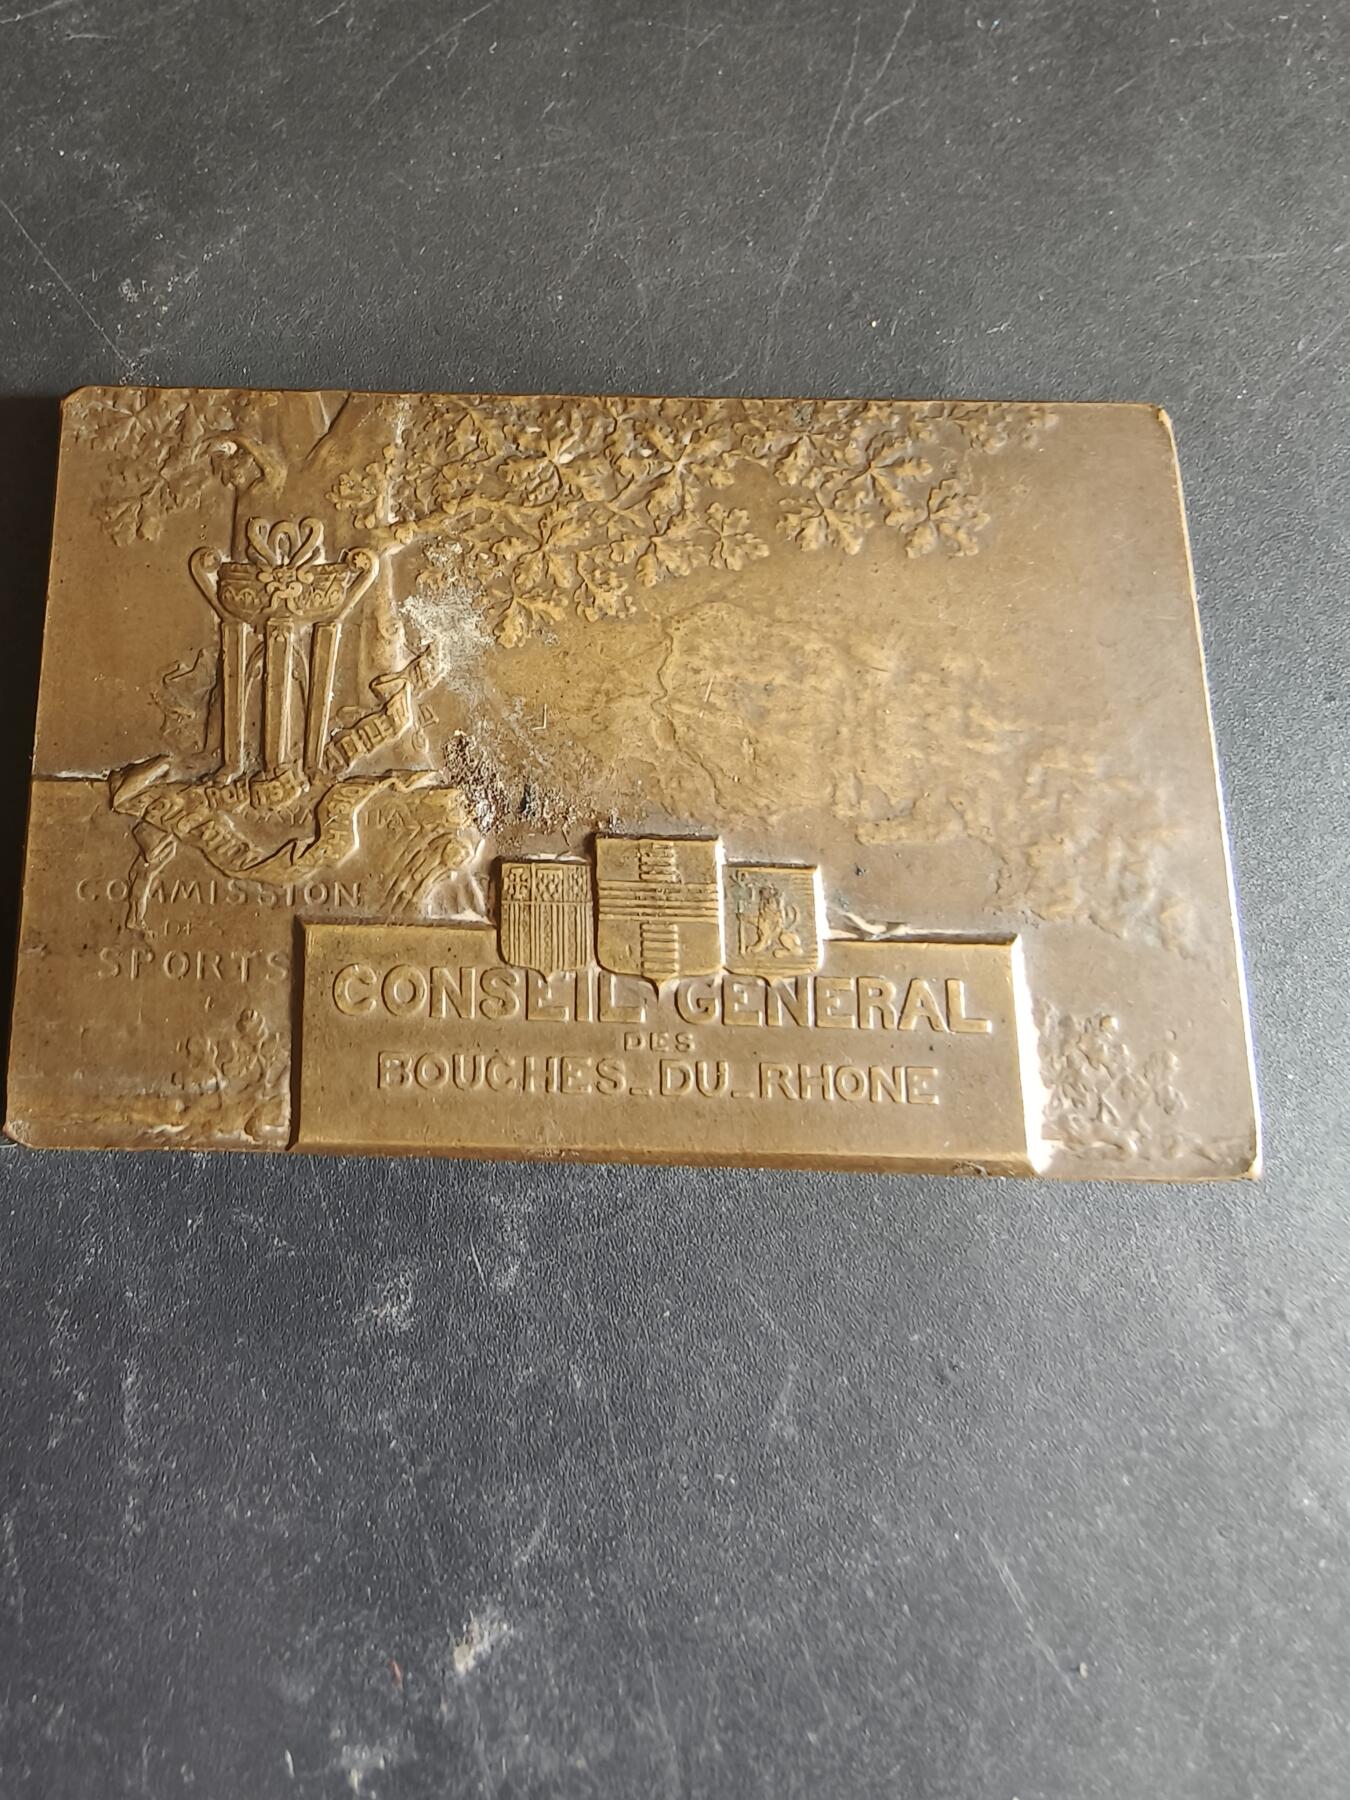 COMMISSION
DE
SPORTS
CONSEIL GENERAL
DES
BOUCHES_DU_RHONE